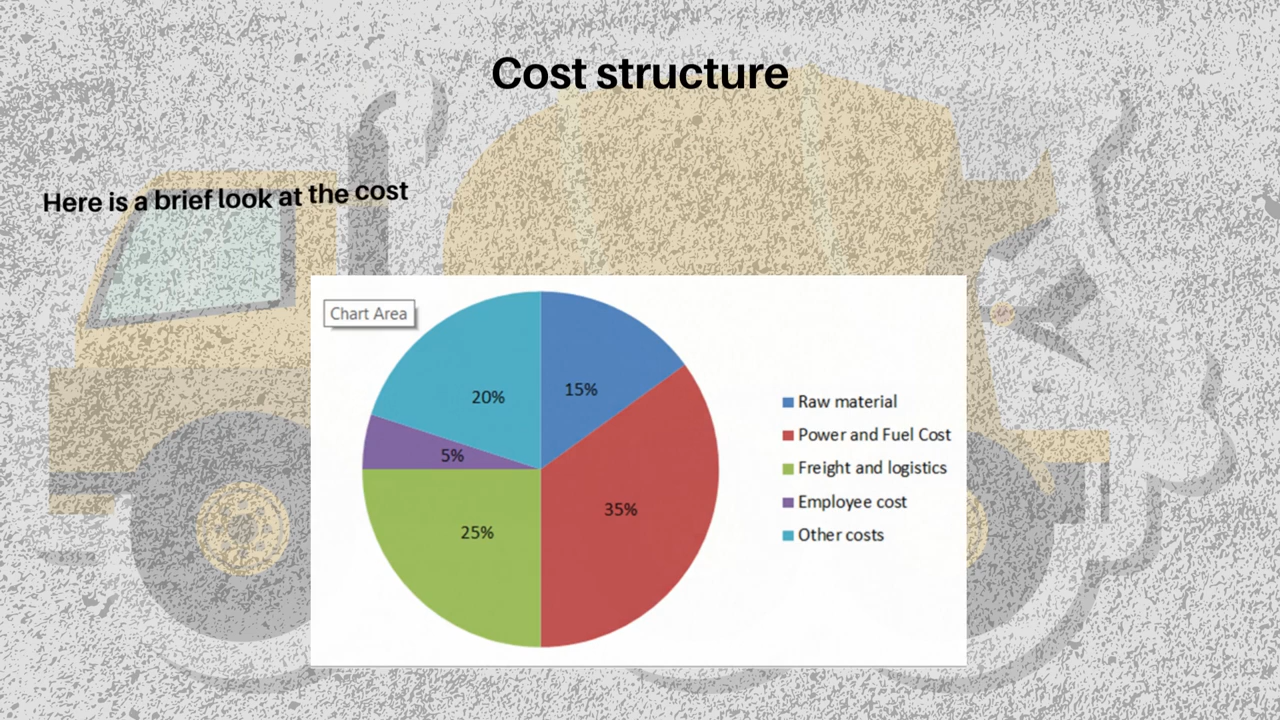 Cost structure
Here is a brief look at the cost
Chart Area
20%
15%
5%
35%
25%
Raw material
Power and Fuel Cost
Freight and logistics
Employee cost
Other costs